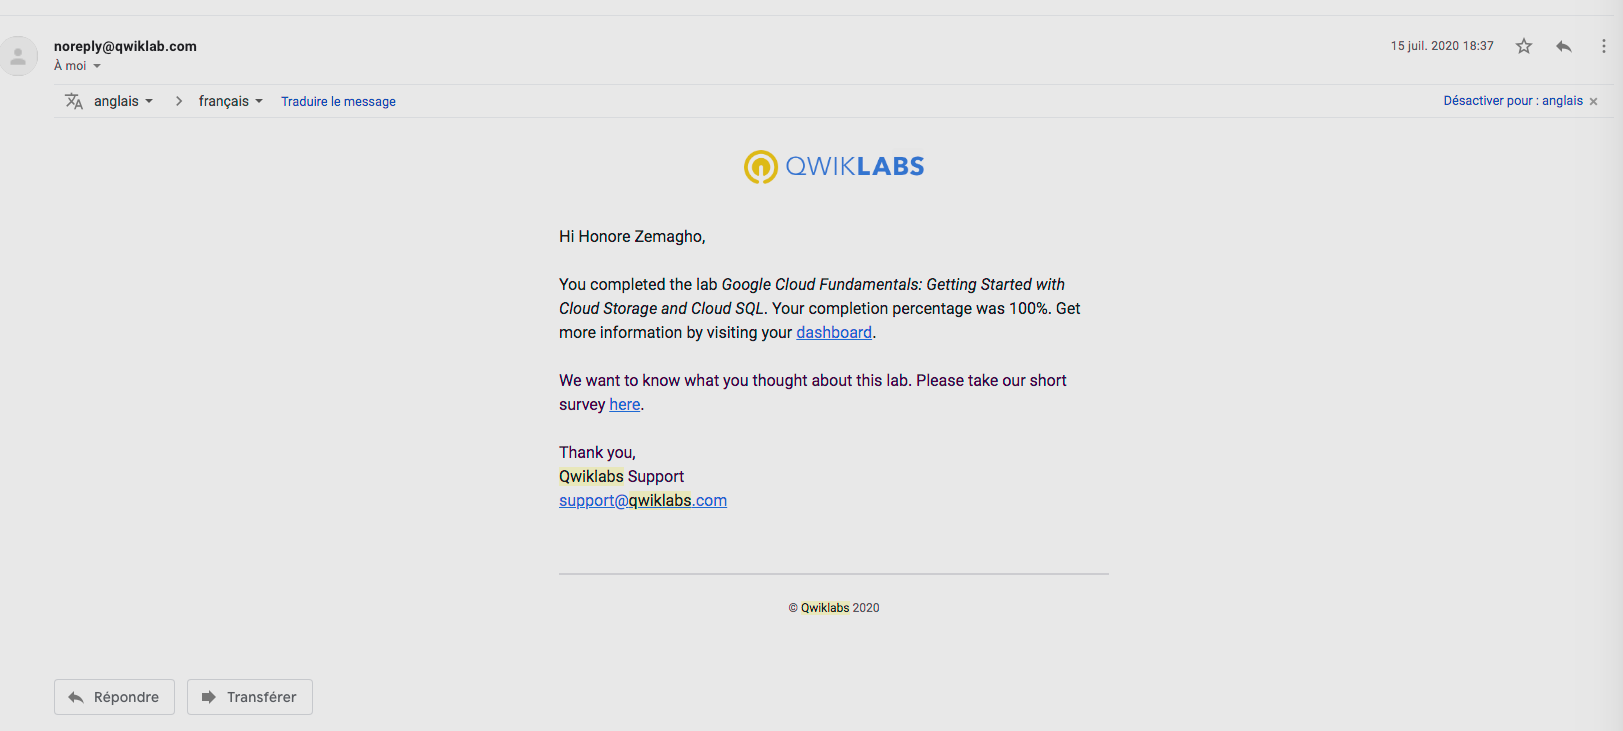 noreply@qwiklab.com
15 juil. 2020 18:37
À moi
anglais
français
Traduire le message
Désactiver pour : anglais
QWIKLABS
Hi Honore Zemagho,
You completed the lab Google Cloud Fundamentals: Getting Started with
Cloud Storage and Cloud SQL. Your completion percentage was 100%. Get
more information by visiting your dashboard.
We want to know what you thought about this lab. Please take our short
survey here.
Thank you,
Qwiklabs Support
support@qwiklabs.com
© Qwiklabs 2020
Répondre
Transférer